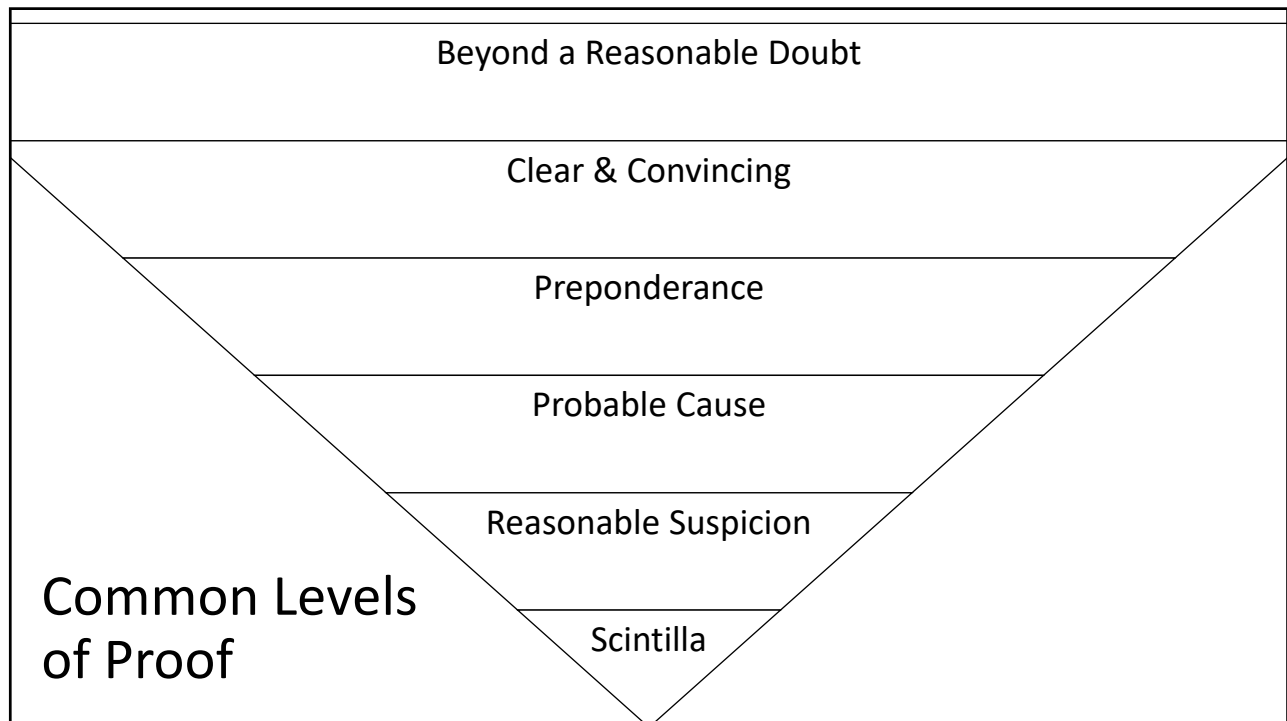 Beyond a Reasonable Doubt
Clear & Convincing
Preponderance
Probable Cause
Reasonable Suspicion
Scintilla
Common Levels
of Proof